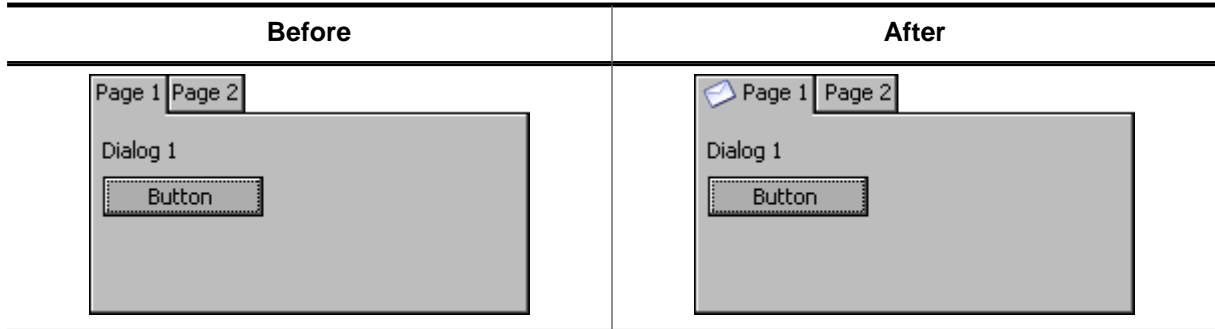 Before After
Page 1 Page 2 Page 1 Page 2
Dialog 1 Dialog 1
Button Button